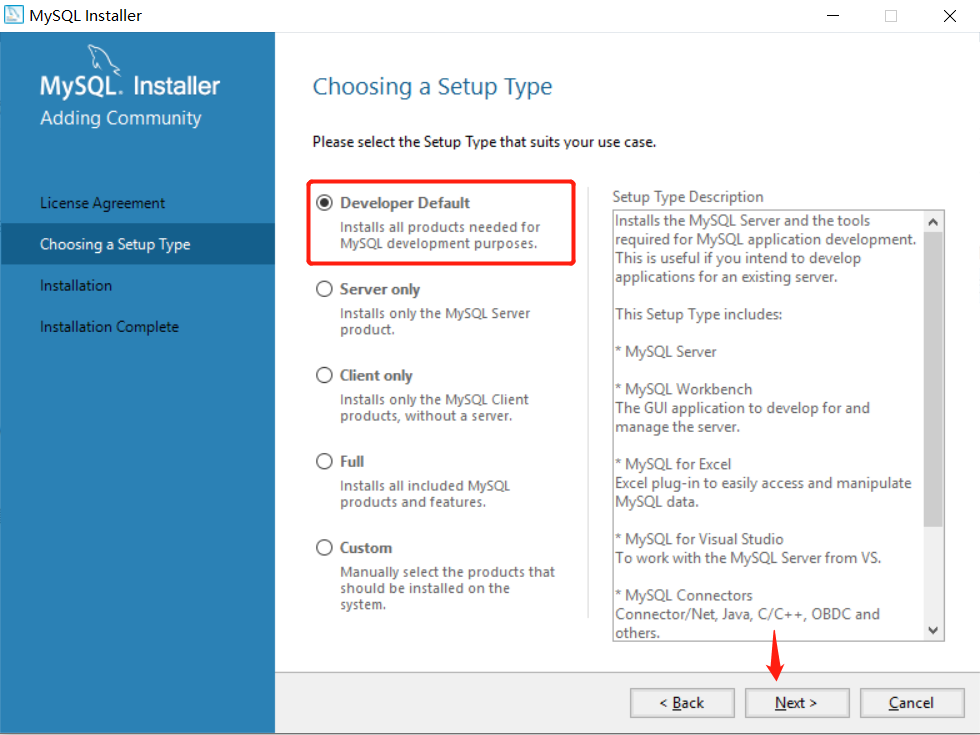 MySQL Installer
MySQL. Installer
Adding Community
License Agreement
Choosing a Setup Type
Installation
Installation Complete
Choosing a Setup Type
Please select the Setup Type that suits your use case.
Developer Default
Installs all products needed for
MySQL development purposes.
Server only
Installs only the MySQL Server
product.
Client only
Installs only the MySQL Client
products, without a server.
Full
Installs all included MySQL
products and features.
Custom
Manually select the products that
should be installed on the
system.
Setup Type Description
Installs the MySQL Server and the tools
required for MySQL application development.
This is useful if you intend to develop
applications for an existing server.
This Setup Type includes:
* MySQL Server
* MySQL Workbench
The GUI application to develop for and
manage the server.
* MySQL for Excel
Excel plug-in to easily access and manipulate
MySQL data.
* MySQL for Visual Studio
To work with the MySQL Server from VS.
* MySQL Connectors
Connector/Net, Java, C/C++, OBDC and
others.
< Back
Next >
Cancel